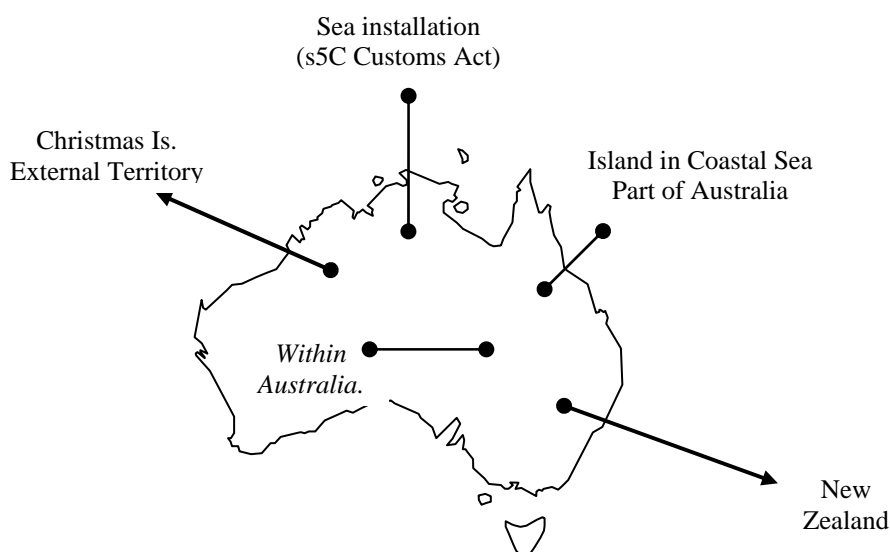 Sea installation
(s5C Customs Act)
Christmas Is.
External Territory
Island in Coastal Sea
Part of Australia
Within
Australia.
New
Zealand